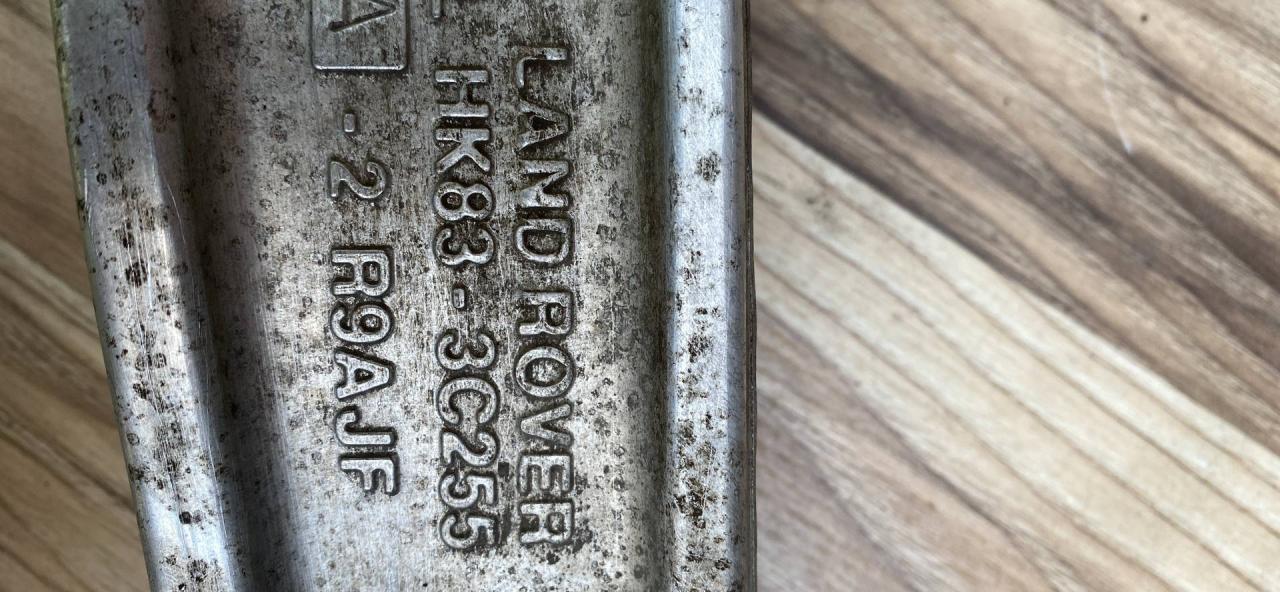 LAND ROVER
HK83-3C255
A -2 R9AJF